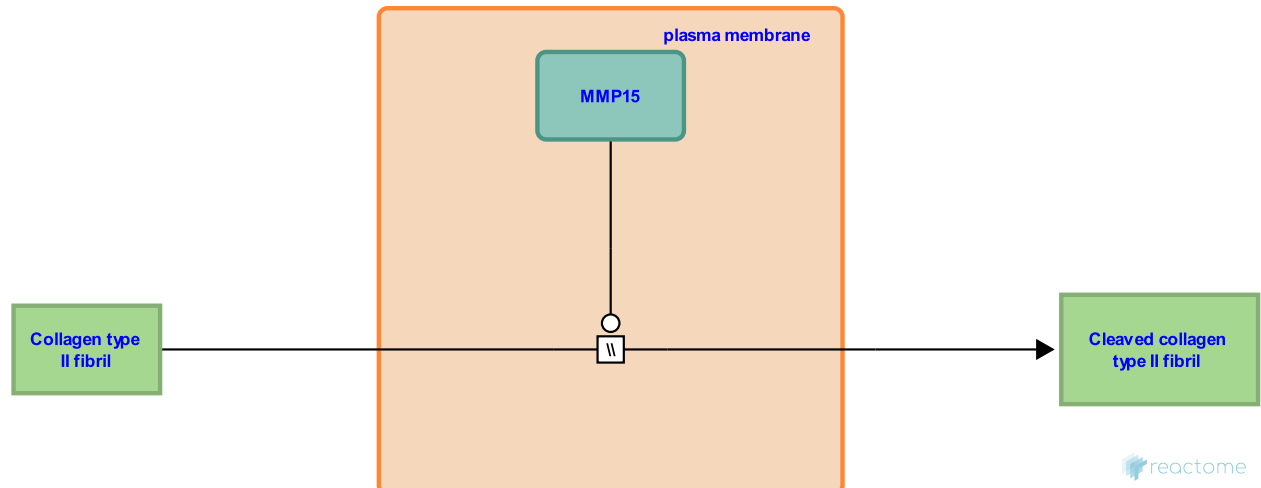 plasma membrane
MMP15
Collagen type
II fibril
\\
Cleaved collagen
type II fibril
reactome